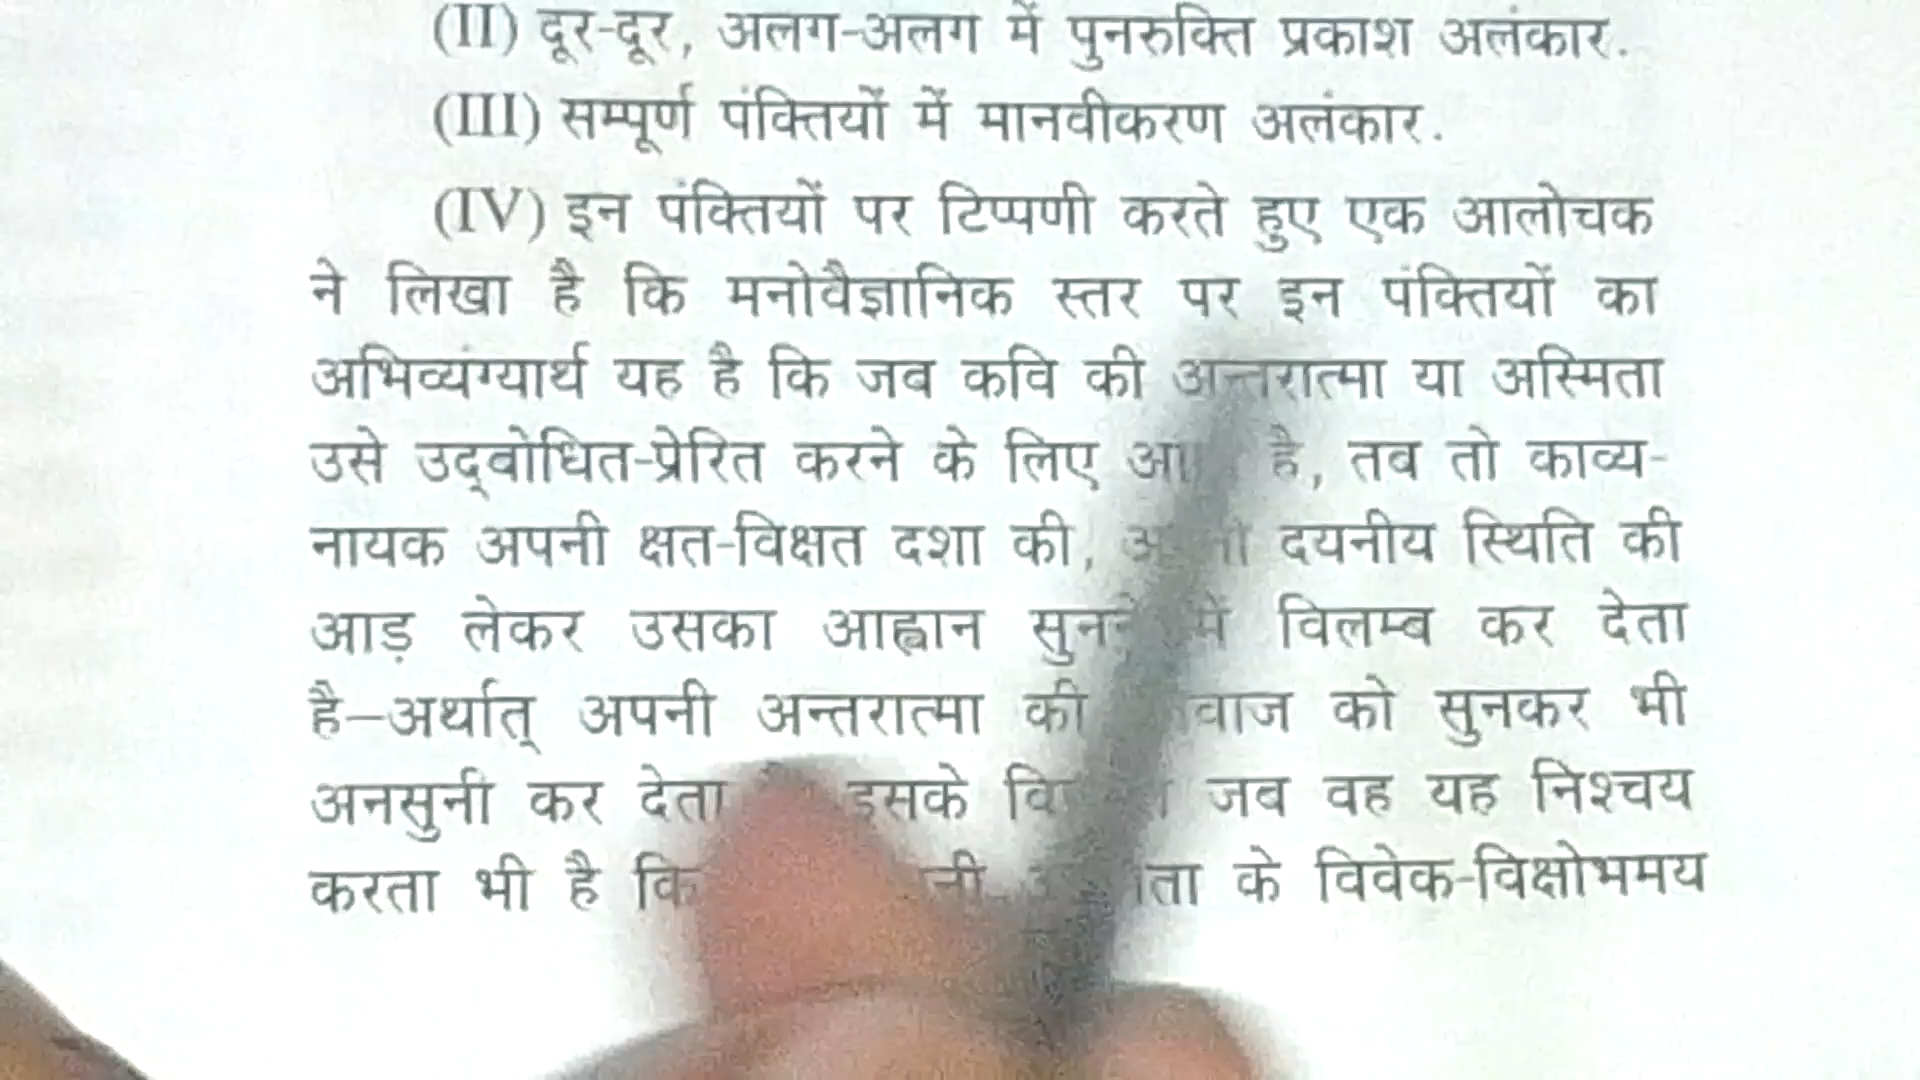 (II) दूर-दूर, अलग-अलग में पुनरुक्ति प्रकाश अलंकार.
(III) सम्पूर्ण पंक्तियों में मानवीकरण अलंकार.
(IV) इन पंक्तियों पर टिप्पणी करते हुए एक आलोचक
ने लिखा है कि मनोवैज्ञानिक स्तर पर इन पंक्तियों का
अभिव्यंग्यार्थ यह है कि जब कवि की अन्तरात्मा या अस्मिता
उसे उद्‌बोधित-प्रेरित करने के लिए है, तब तो काव्य-
नायक अपनी क्षत-विक्षत दशा की, दयनीय स्थिति की
आड़ लेकर उसका आह्वान सुनने में विलम्ब कर देता
है—अर्थात् अपनी अन्तरात्मा की को सुनकर भी
अनसुनी कर देता इसके जब वह यह निश्चय
करता भी है कि के विवेक-विक्षोभमय